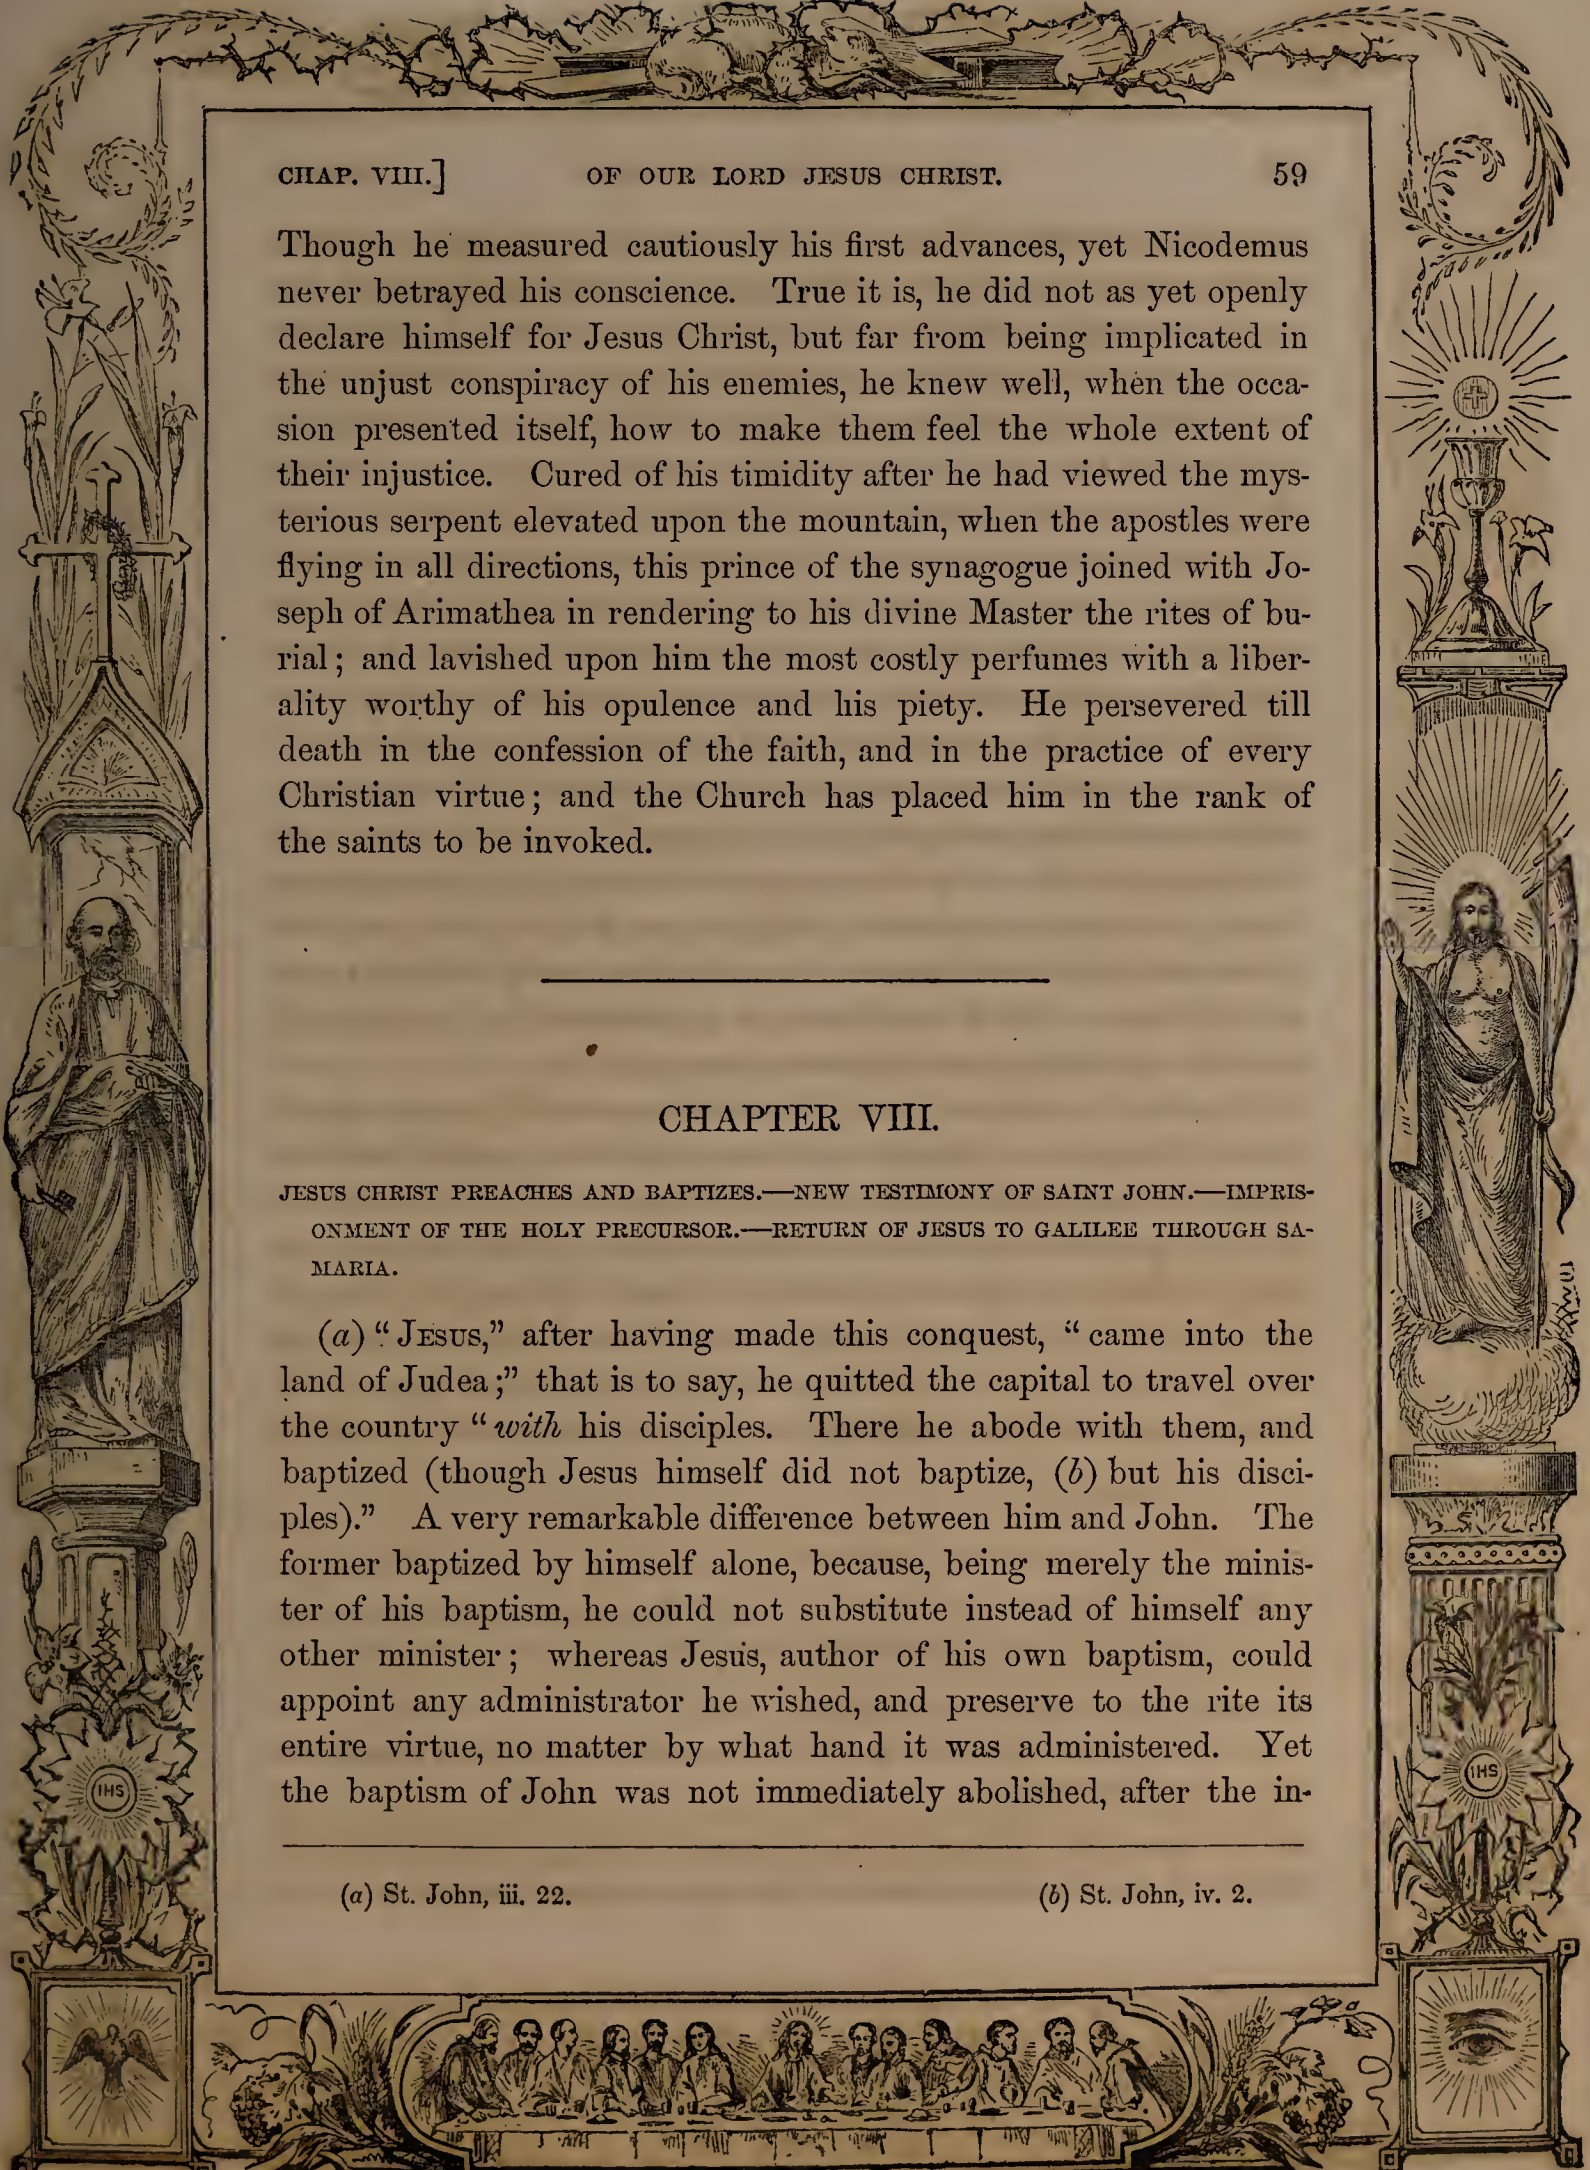 CHAP. VIII.] OF OUR LORD JESUS CHRIST. 59
Though he measured cautiously his first advances, yet Nicodemus
never betrayed his conscience. True it is, he did not as yet openly
declare himself for Jesus Christ, but far from being implicated in
the unjust conspiracy of his enemies, he knew well, when the occa-
sion presented itself, how to make them feel the whole extent of
their injustice. Cured of his timidity after he had viewed the mys-
terious serpent elevated upon the mountain, when the apostles were
flying in all directions, this prince of the synagogue joined with Jo-
seph of Arimathea in rendering to his divine Master the rites of bu-
rial; and lavished upon him the most costly perfumes with a liber-
ality worthy of his opulence and his piety. He persevered till
death in the confession of the faith, and in the practice of every
Christian virtue; and the Church has placed him in the rank of
the saints to be invoked.
CHAPTER VIII.
JESUS CHRIST PREACHES AND BAPTIZES.—NEW TESTIMONY OF SAINT JOHN.—IMPRIS-
ONMENT OF THE HOLY PRECURSOR.—RETURN OF JESUS TO GALILEE THROUGH SA-
MARIA.
(a) “JESUS,” after having made this conquest, “came into the
land of Judea;” that is to say, he quitted the capital to travel over
the country “with his disciples. There he abode with them, and
baptized (though Jesus himself did not baptize, (b) but his disci-
ples).” A very remarkable difference between him and John. The
former baptized by himself alone, because, being merely the minis-
ter of his baptism, he could not substitute instead of himself any
other minister; whereas Jesus, author of his own baptism, could
appoint any administrator he wished, and preserve to the rite its
entire virtue, no matter by what hand it was administered. Yet
the baptism of John was not immediately abolished, after the in-
(a) St. John, iii. 22. (b) St. John, iv. 2.
IHS
IHS